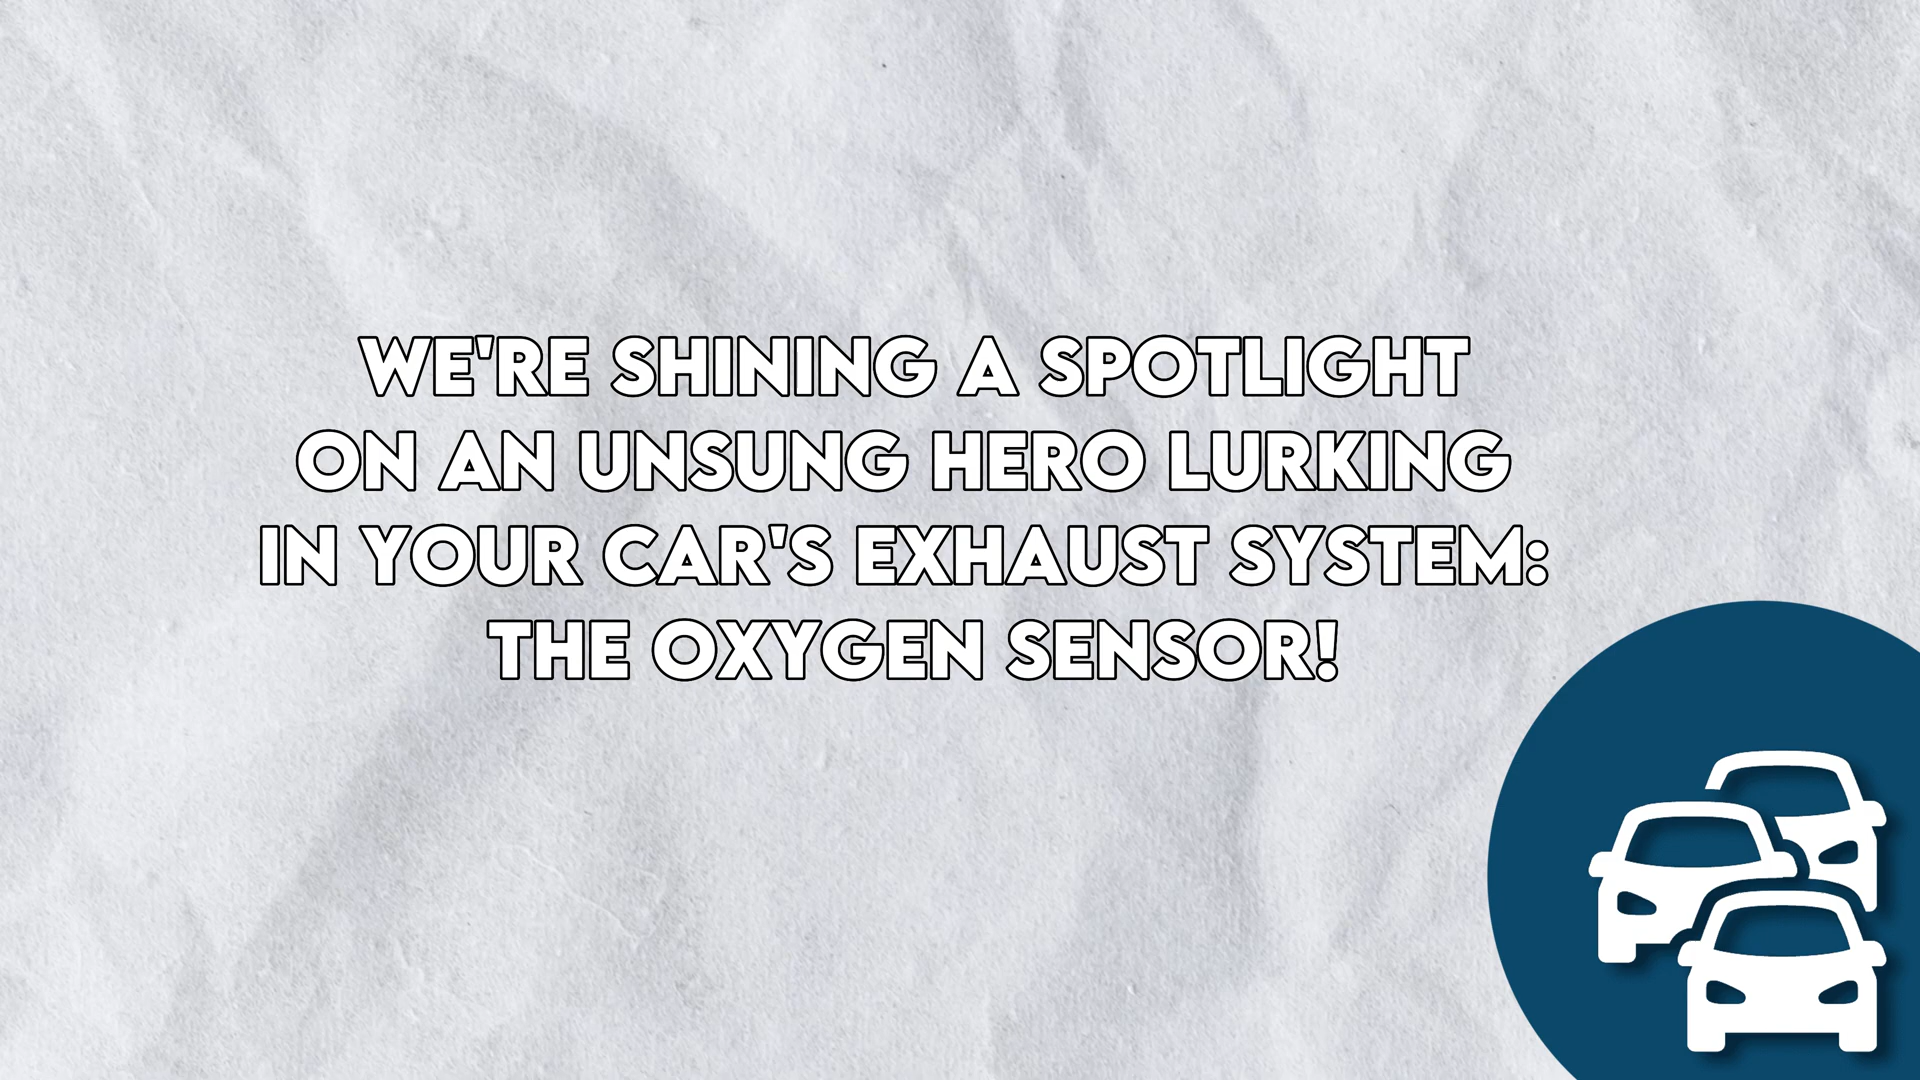 WE'RE SHINING A SPOTLIGHT
ON AN UNSUNG HERO LURKING
IN YOUR CAR'S EXHAUST SYSTEM:
THE OXYGEN SENSOR!